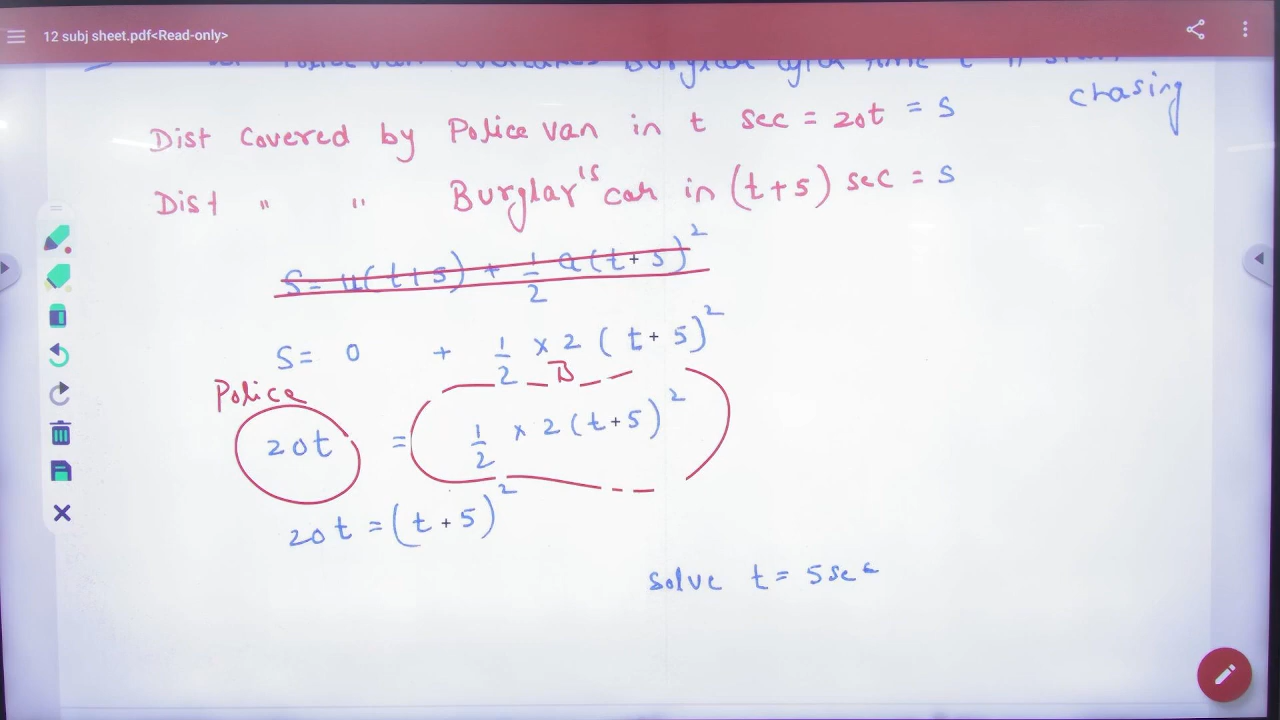 12 subj sheet.pdf<Read-only>
chasing
Dist Covered by Police van in t sec = 20t = S
Dist " " Burglar's car in (t+5) sec = S
S= u(t+5) + 1/2 a(t+5)²
S= 0 + 1/2 × 2 (t+5)²
Police B
20t = 1/2 × 2 (t+5)²
20t = (t+5)²
solve t = 5sec